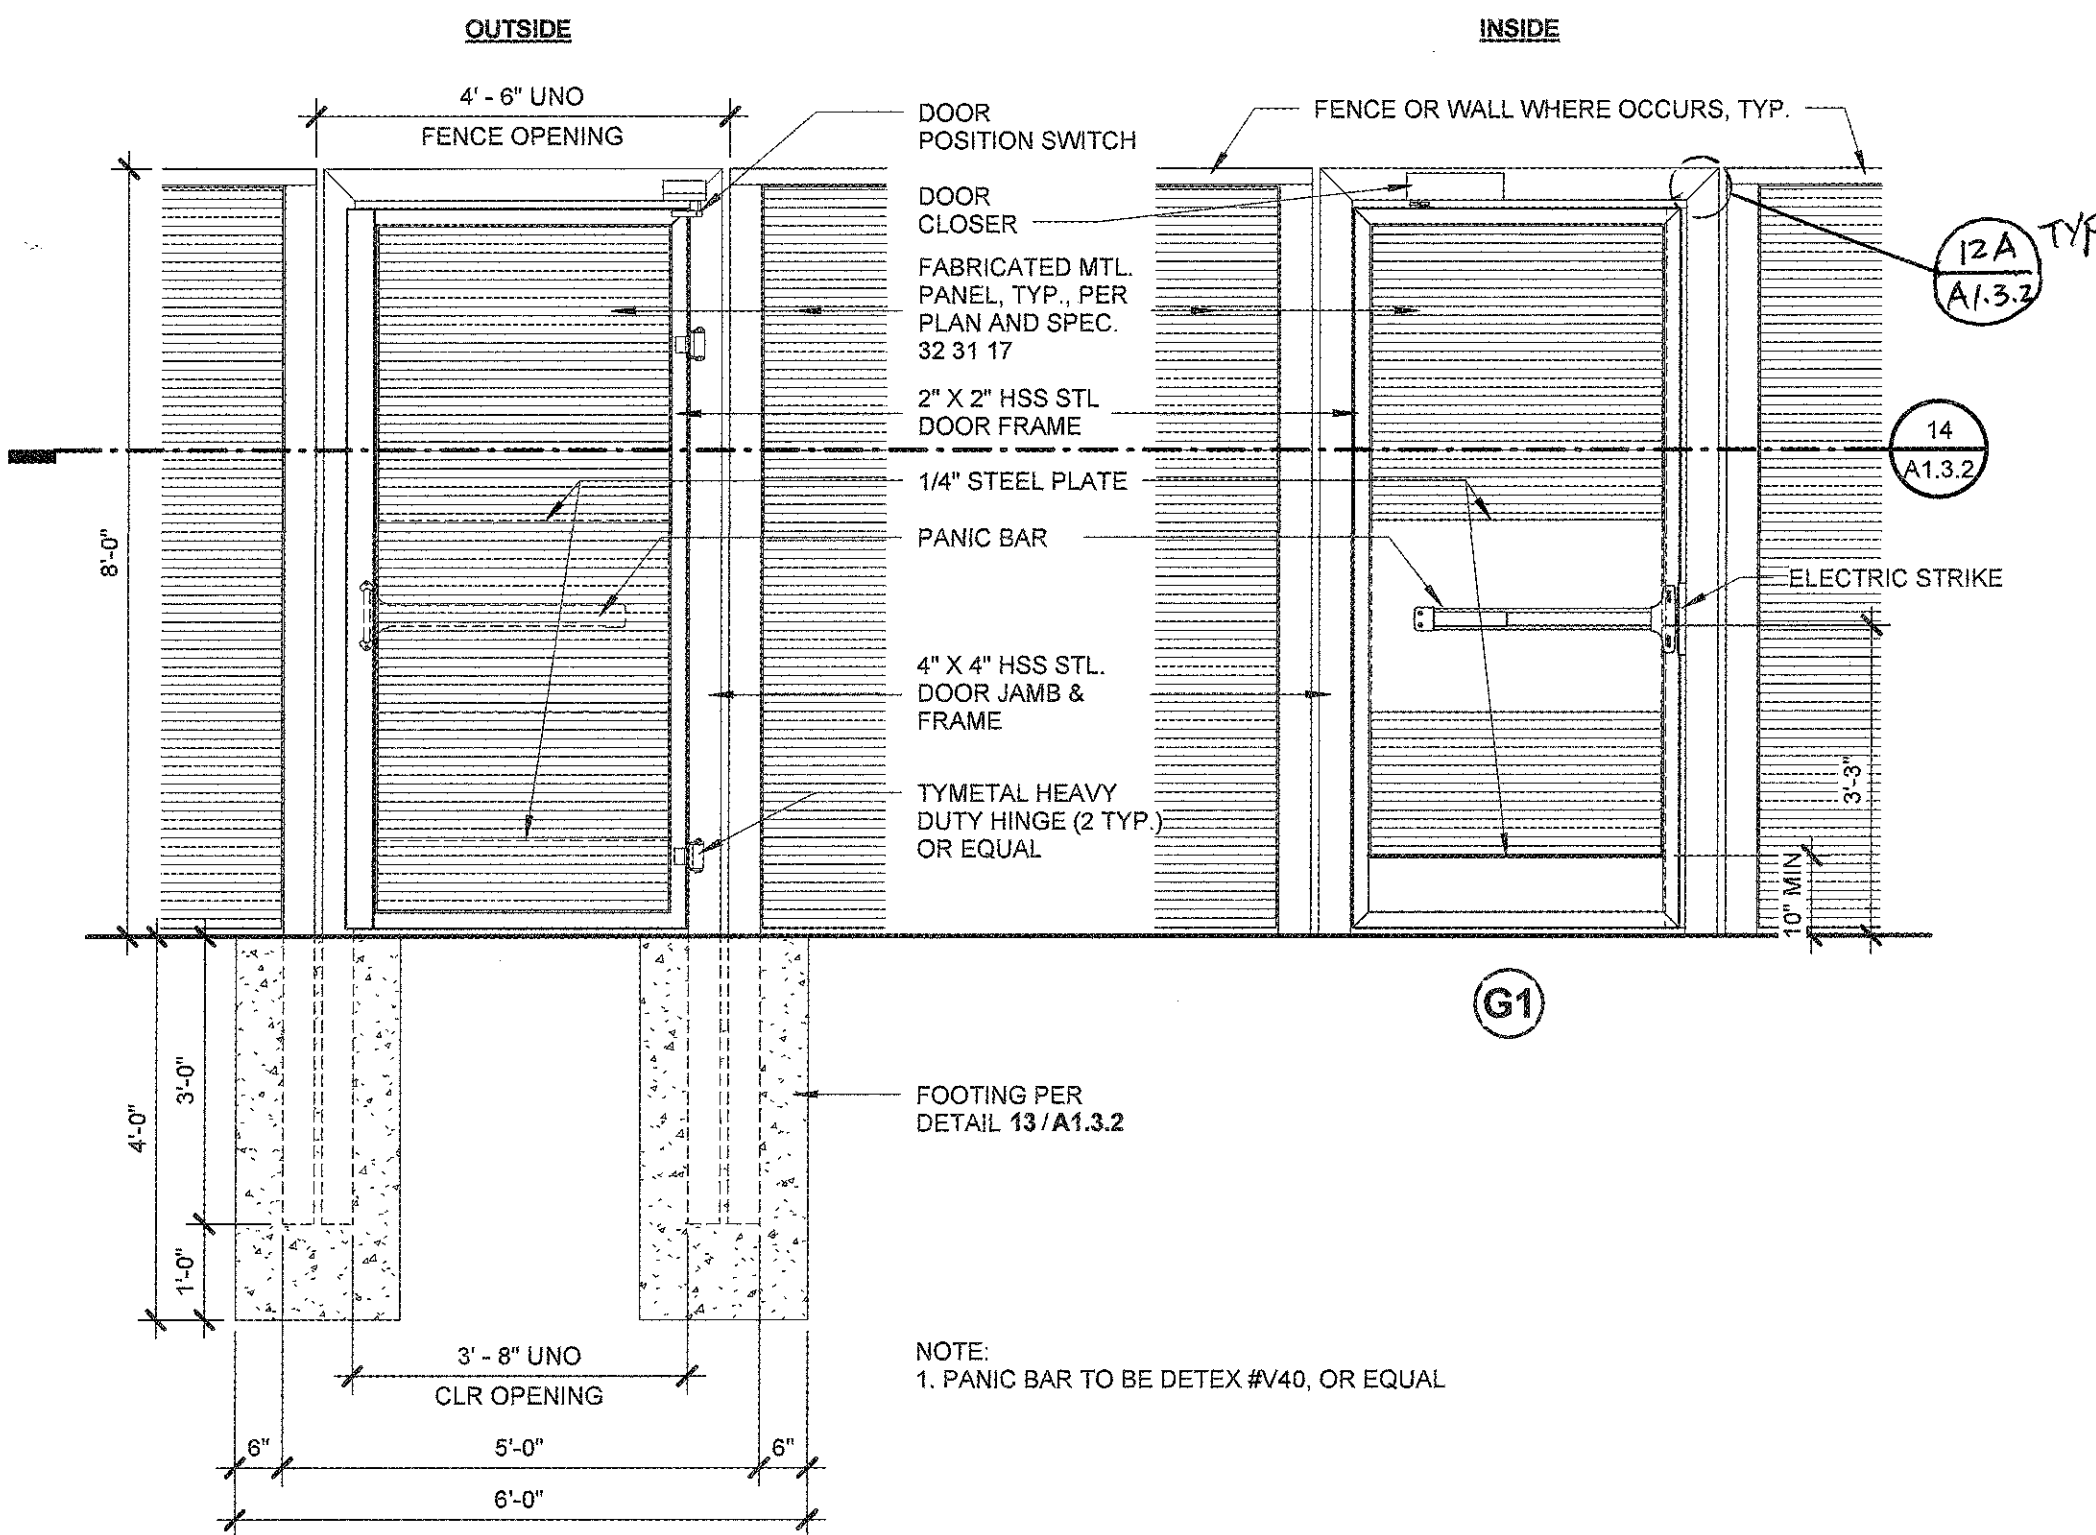 OUTSIDE
INSIDE
4' - 6" UNO
FENCE OPENING
DOOR
POSITION SWITCH
FENCE OR WALL WHERE OCCURS, TYP.
DOOR
CLOSER
12A TYP
A1.3.2
FABRICATED MTL.
PANEL, TYP., PER
PLAN AND SPEC.
32 31 17
2" X 2" HSS STL
DOOR FRAME
14
A1.3.2
1/4" STEEL PLATE
8'-0"
PANIC BAR
ELECTRIC STRIKE
4" X 4" HSS STL.
DOOR JAMB &
FRAME
3'-3"
TYMETAL HEAVY
DUTY HINGE (2 TYP.)
OR EQUAL
10" MIN
G1
3'-0"
4'-0"
FOOTING PER
DETAIL 13 / A1.3.2
1'-0"
3' - 8" UNO
CLR OPENING
NOTE:
1. PANIC BAR TO BE DETEX #V40, OR EQUAL
6"
5'-0"
6"
6'-0"